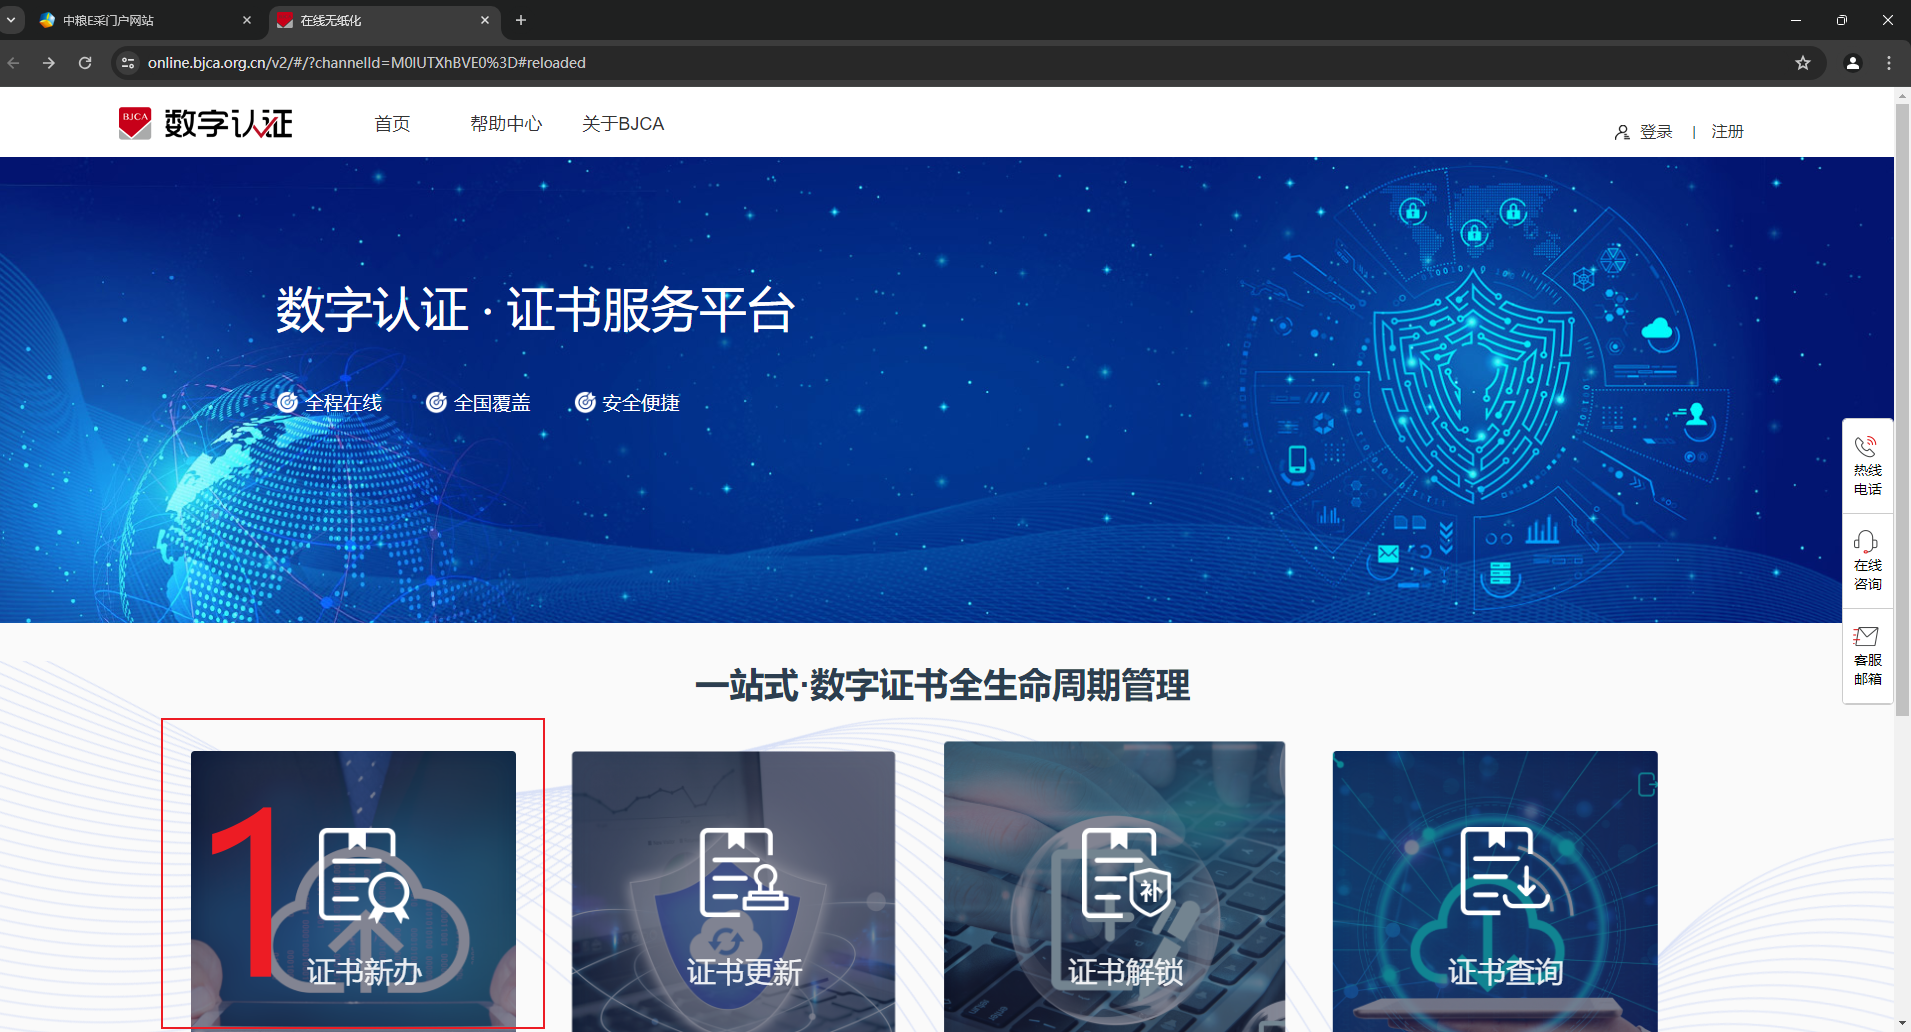 中粮E采门户网站
在线无纸化
online.bjca.org.cn/v2/#/?channelId=M0lUTXhBVE0%3D#reloaded
BJCA 数字认证
首页 帮助中心 关于BJCA
登录 | 注册
数字认证 · 证书服务平台
全程在线 全国覆盖 安全便捷
热线
电话
在线
咨询
客服
邮箱
一站式·数字证书全生命周期管理
1
补
证书新办 证书更新 证书解锁 证书查询